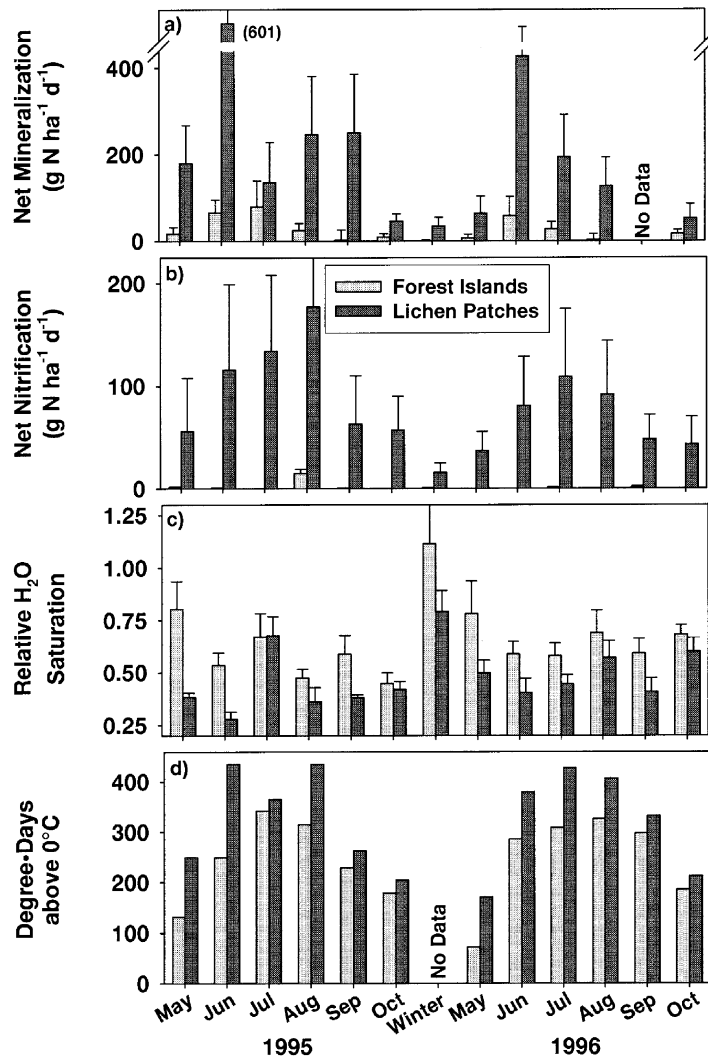 a)
(601)
Net Mineralization
(g N ha⁻¹ d⁻¹)
400
200
0
No Data
b)
Forest Islands
Lichen Patches
Net Nitrification
(g N ha⁻¹ d⁻¹)
200
100
0
c)
Relative H₂O
Saturation
1.25
1.00
0.75
0.50
0.25
d)
Degree•Days
above 0°C
400
300
200
100
0
No Data
May Jun Jul Aug Sep Oct Winter May Jun Jul Aug Sep Oct
1995 1996